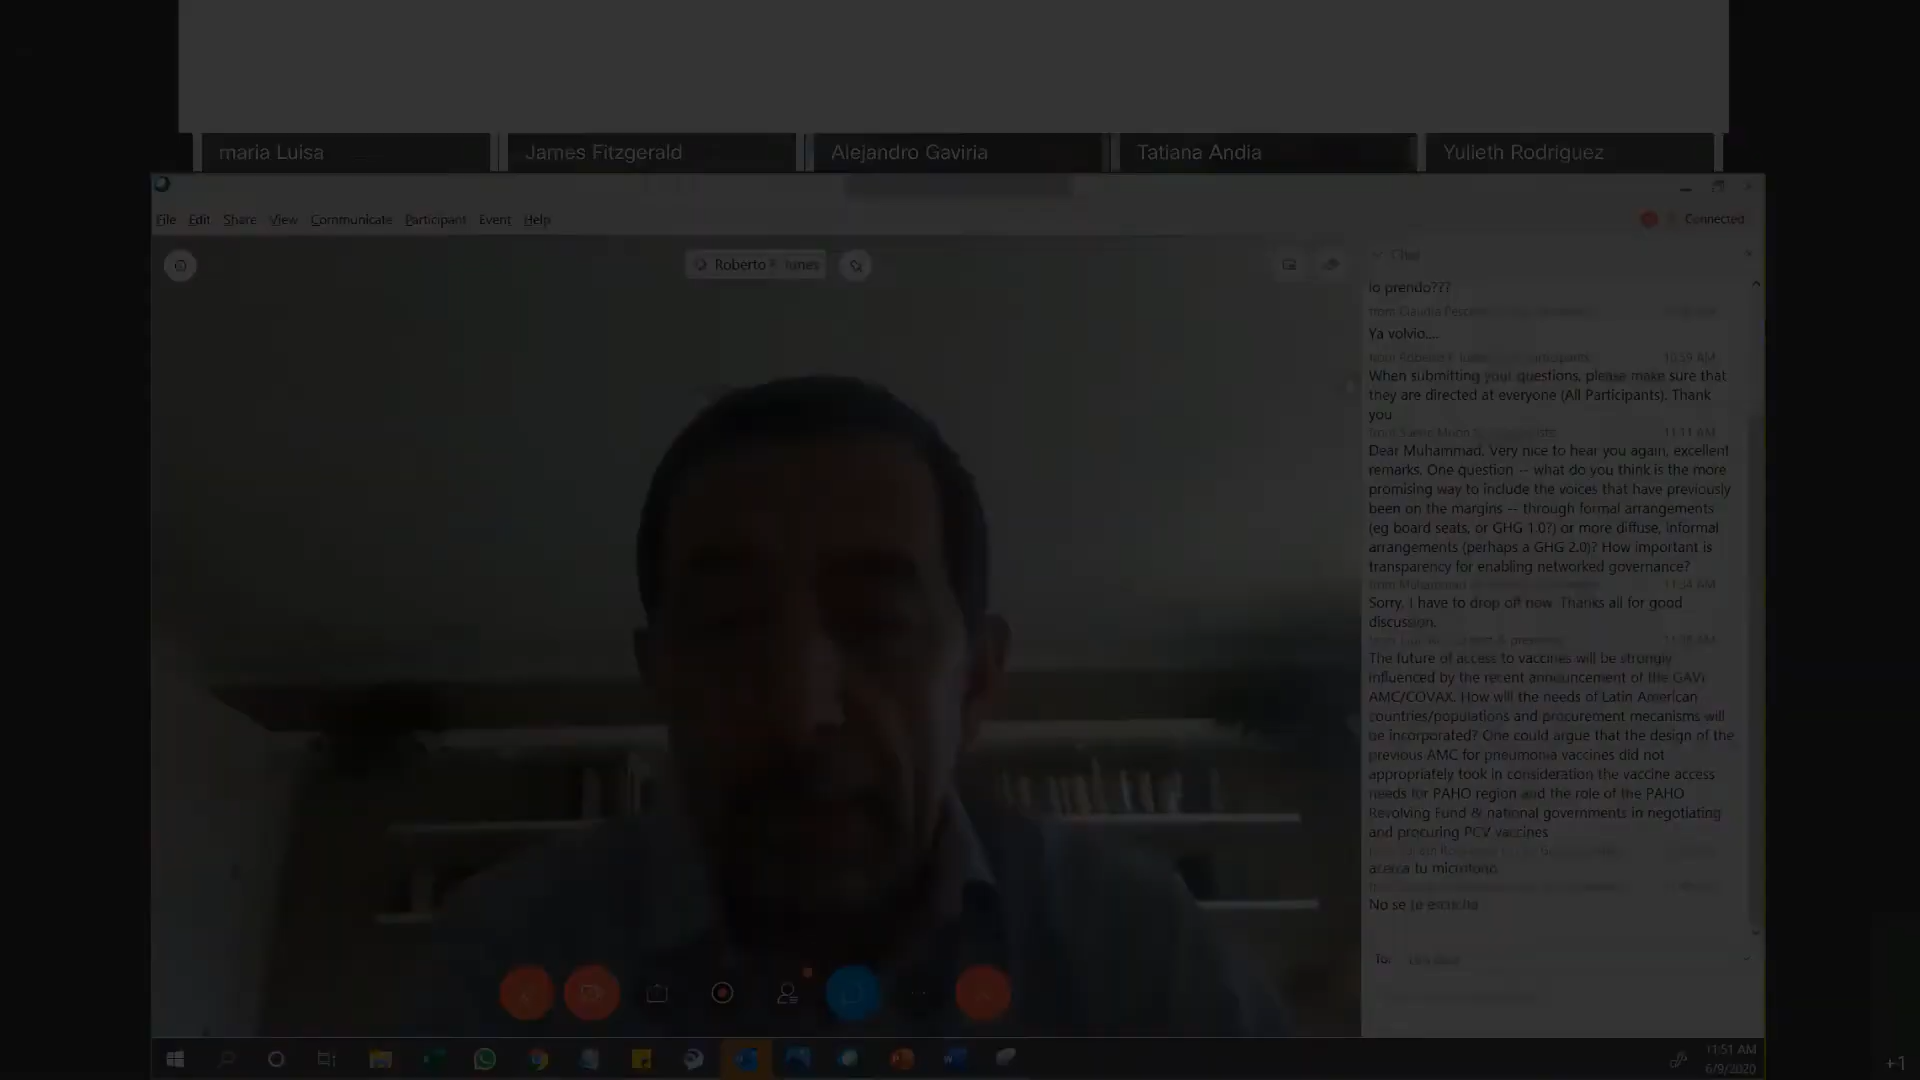 maria Luisa
James Fitzgerald
Alejandro Gaviria
Tatiana Andia
Yulieth Rodriguez
File Edit Share View Communicate Participant Event Help
Connected
Roberto
Chat
lo prendo???
from Claudia
Ya volvio....
10:59 AM
When submitting your questions, please make sure that
they are directed at everyone (All Participants). Thank
you
11:11 AM
Dear Muhammad, Very nice to hear you again, excellent
remarks. One question -- what do you think is the more
promising way to include the voices that have previously
been on the margins -- through formal arrangements
(eg board seats, or GHG 1.0?) or more diffuse, informal
arrangements (perhaps a GHG 2.0)? How important is
transparency for enabling networked governance?
from Muhammad
11:34 AM
Sorry, I have to drop off now. Thanks all for good
discussion.
The future of access to vaccines will be strongly
influenced by the recent announcement of the GAVI
AMC/COVAX. How will the needs of Latin American
countries/populations and procurement mecanisms will
be incorporated? One could argue that the design of the
previous AMC for pneumonia vaccines did not
appropriately took in consideration the vaccine access
needs for PAHO region and the role of the PAHO
Revolving Fund & national governments in negotiating
and procuring PCV vaccines
acerca tu microfono
No se te escucha
To:
11:51 AM
6/9/2020
+1